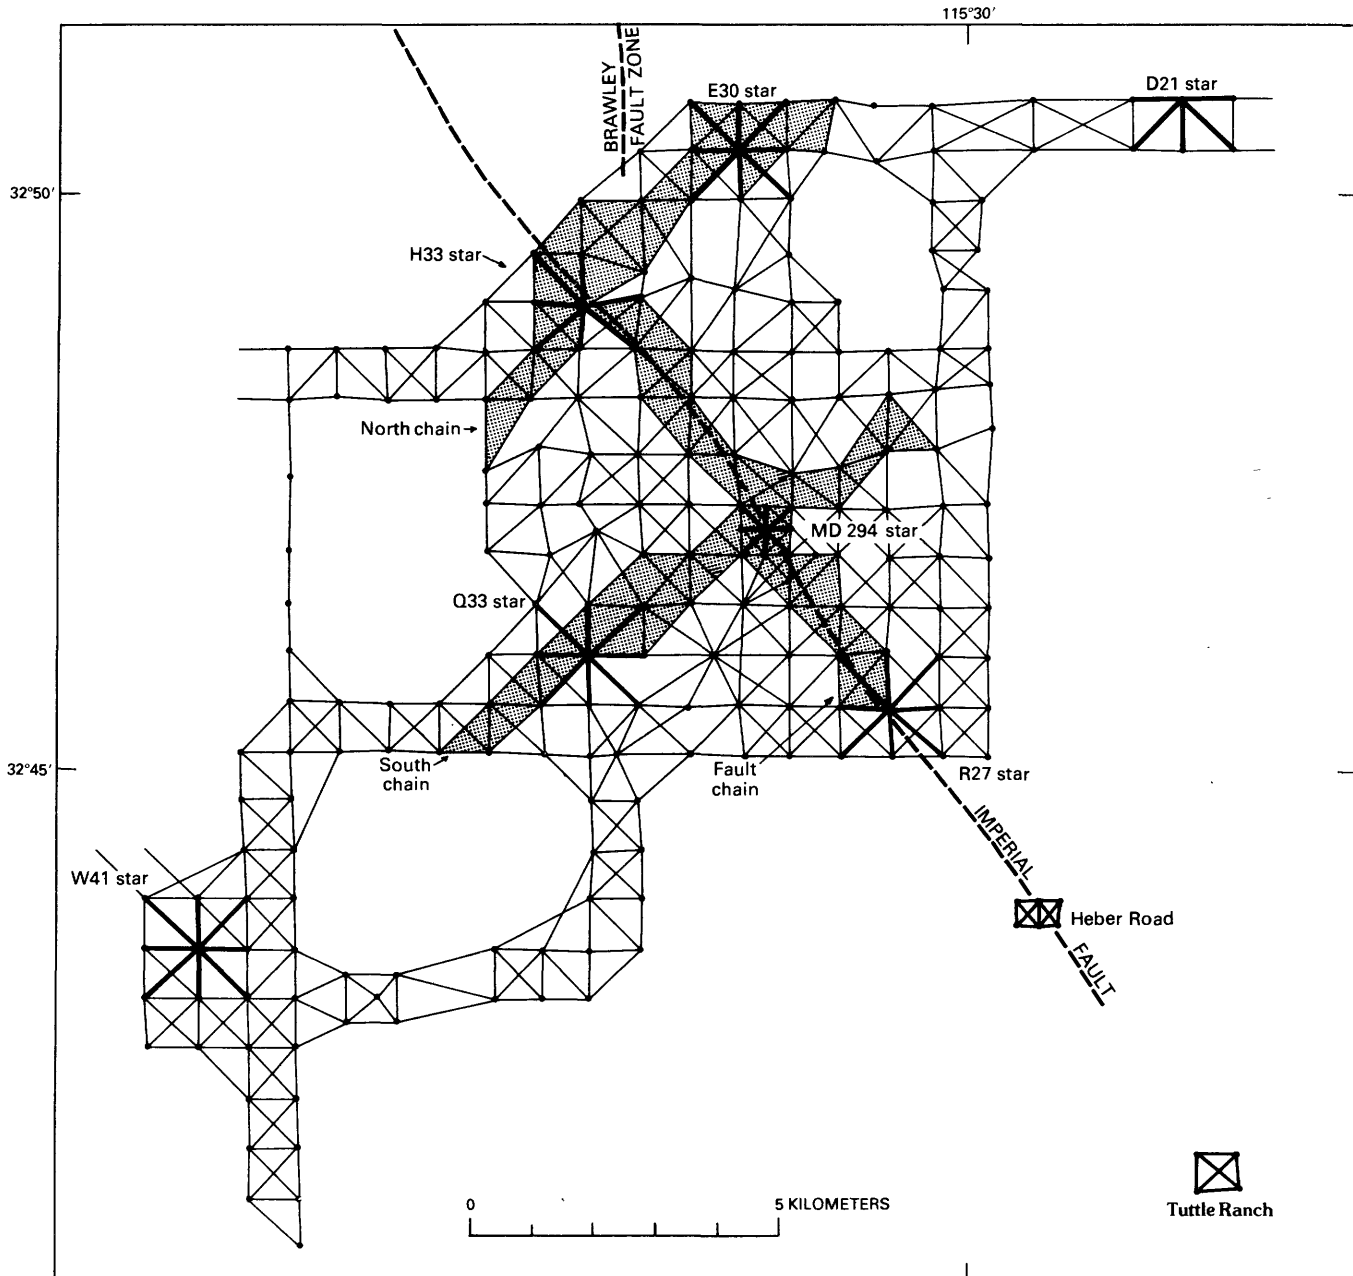 115°30'
BRAWLEY
FAULT ZONE
E30 star
D21 star
32°50'
H33 star
North chain
MD 294 star
Q33 star
South
chain
Fault
chain
32°45'
R27 star
IMPERIAL
FAULT
W41 star
Heber Road
0 5 KILOMETERS
Tuttle Ranch